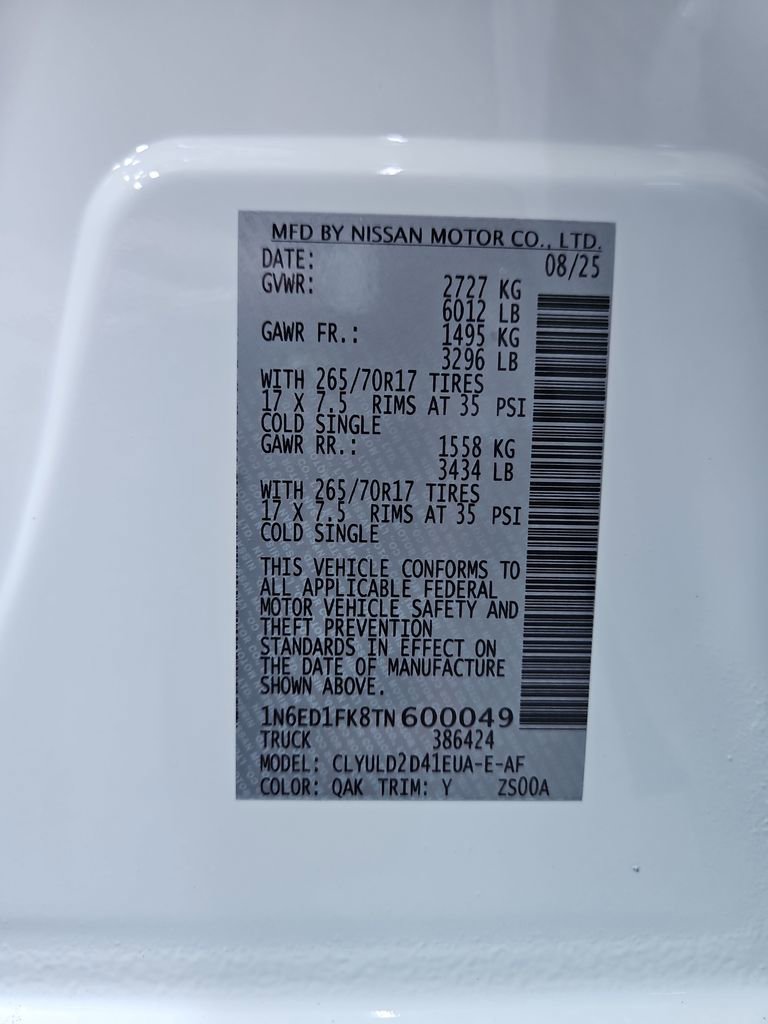 MFD BY NISSAN MOTOR CO., LTD.
DATE: 08/25
GVWR: 2727 KG
6012 LB
GAWR FR.: 1495 KG
3296 LB
WITH 265/70R17 TIRES
17 X 7.5 RIMS AT 35 PSI
COLD SINGLE
GAWR RR.: 1558 KG
3434 LB
WITH 265/70R17 TIRES
17 X 7.5 RIMS AT 35 PSI
COLD SINGLE
THIS VEHICLE CONFORMS TO
ALL APPLICABLE FEDERAL
MOTOR VEHICLE SAFETY AND
THEFT PREVENTION
STANDARDS IN EFFECT ON
THE DATE OF MANUFACTURE
SHOWN ABOVE.
1N6ED1FK8TN600049
TRUCK 386424
MODEL: CLYULD2D41EUA-E-AF
COLOR: QAK TRIM: Y ZS00A